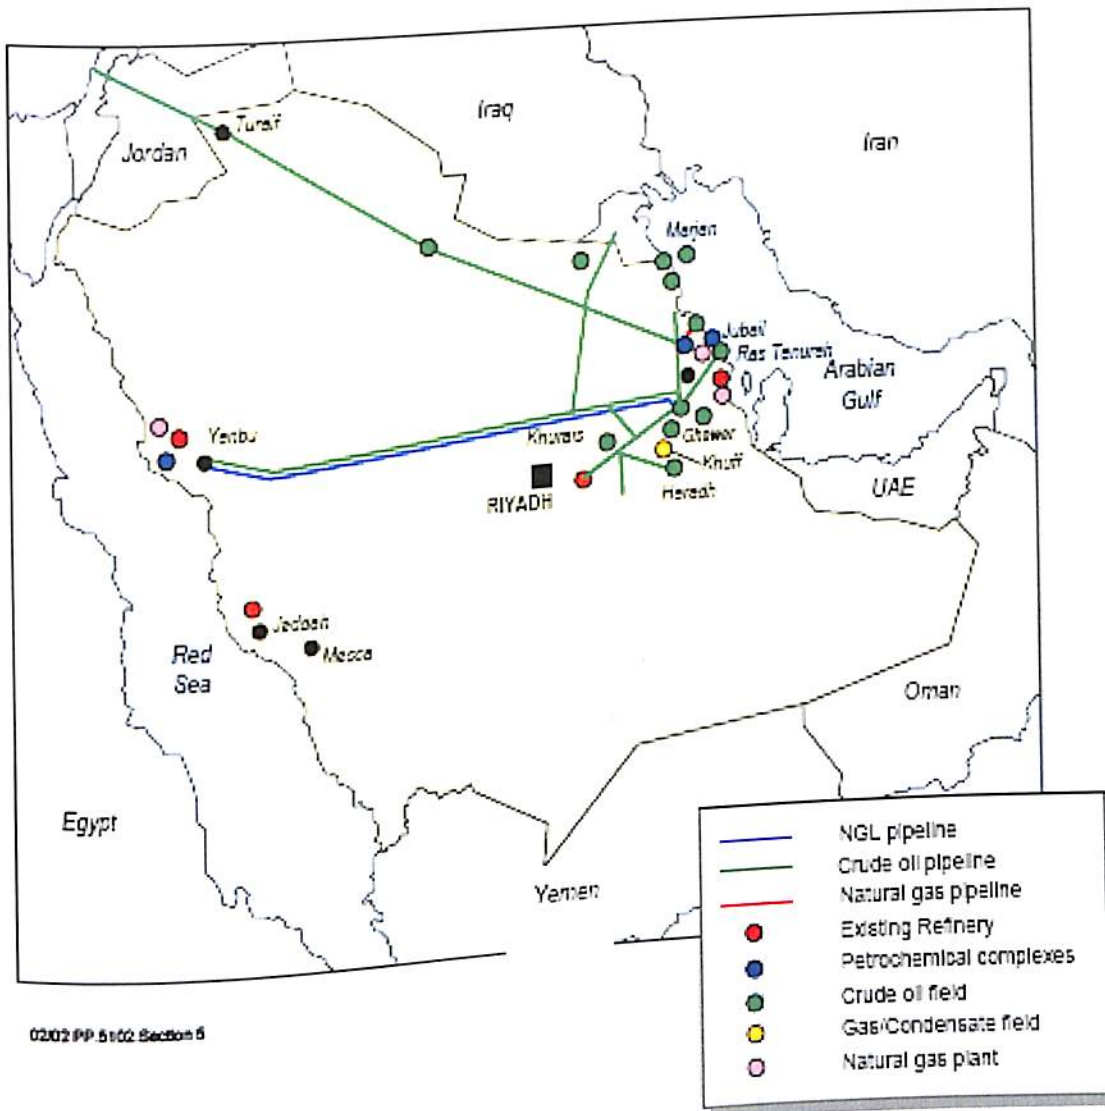 Iraq
Iran
Turaif
Jordan
Marjan
Jubail
Ras Tanurah
Arabian
Gulf
Yanbu
Khurais
Ghawar
Khuff
RIYADH
Haradh
UAE
Jeddah
Mecca
Red
Sea
Oman
Egypt
Yemen
NGL pipeline
Crude oil pipeline
Natural gas pipeline
Existing Refinery
Petrochemical complexes
Crude oil field
Gas/Condensate field
Natural gas plant
02/02 PP.5102.Section 5